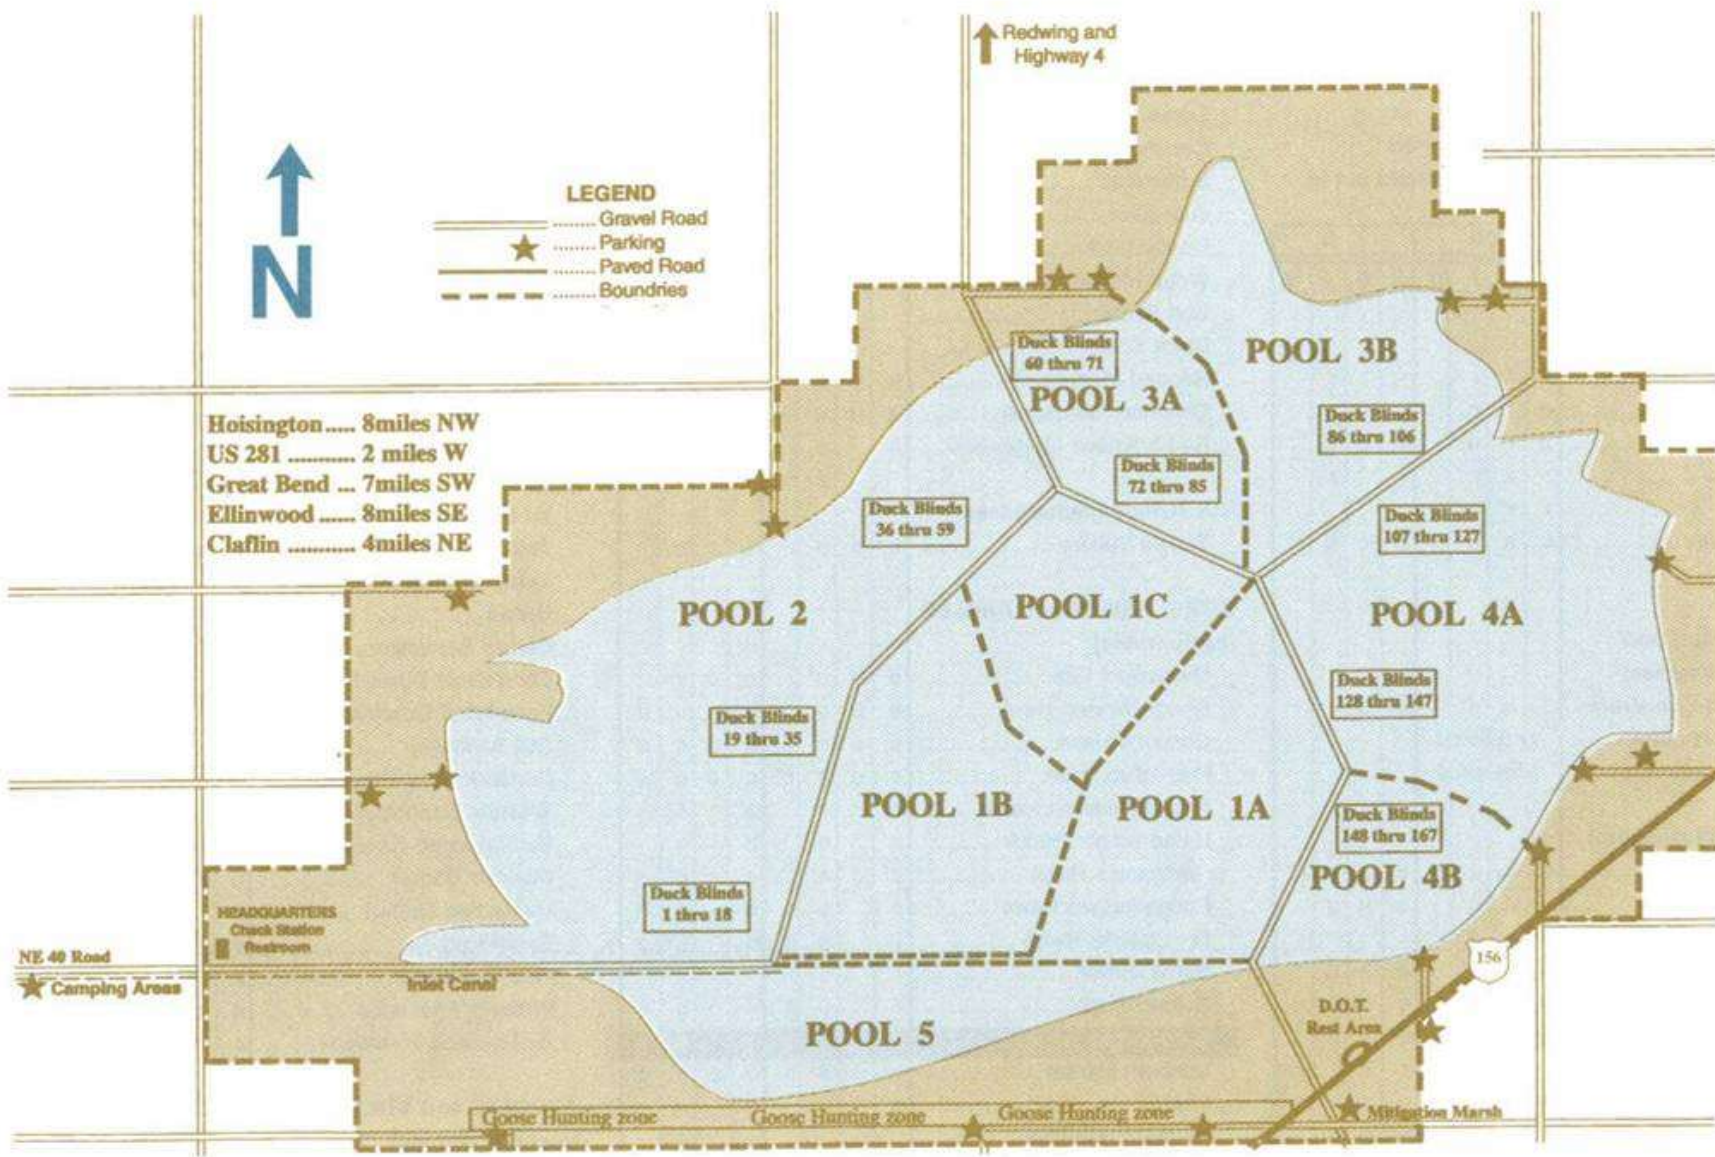 Redwing and
Highway 4
N
LEGEND
Gravel Road
Parking
Paved Road
Boundries
Hoisington ..... 8miles NW
US 281 ........... 2 miles W
Great Bend ... 7miles SW
Ellinwood ...... 8miles SE
Claflin ........... 4miles NE
Duck Blinds
60 thru 71
POOL 3A
POOL 3B
Duck Blinds
86 thru 106
Duck Blinds
72 thru 85
Duck Blinds
36 thru 59
Duck Blinds
107 thru 127
POOL 2
POOL 1C
POOL 4A
Duck Blinds
128 thru 147
Duck Blinds
19 thru 35
POOL 1B
POOL 1A
Duck Blinds
148 thru 167
POOL 4B
Duck Blinds
1 thru 18
HEADQUARTERS
Check Station
Restroom
NE 40 Road
Camping Areas
Inlet Canal
156
D.O.T.
Rest Area
POOL 5
Goose Hunting zone
Goose Hunting zone
Goose Hunting zone
Mitigation Marsh